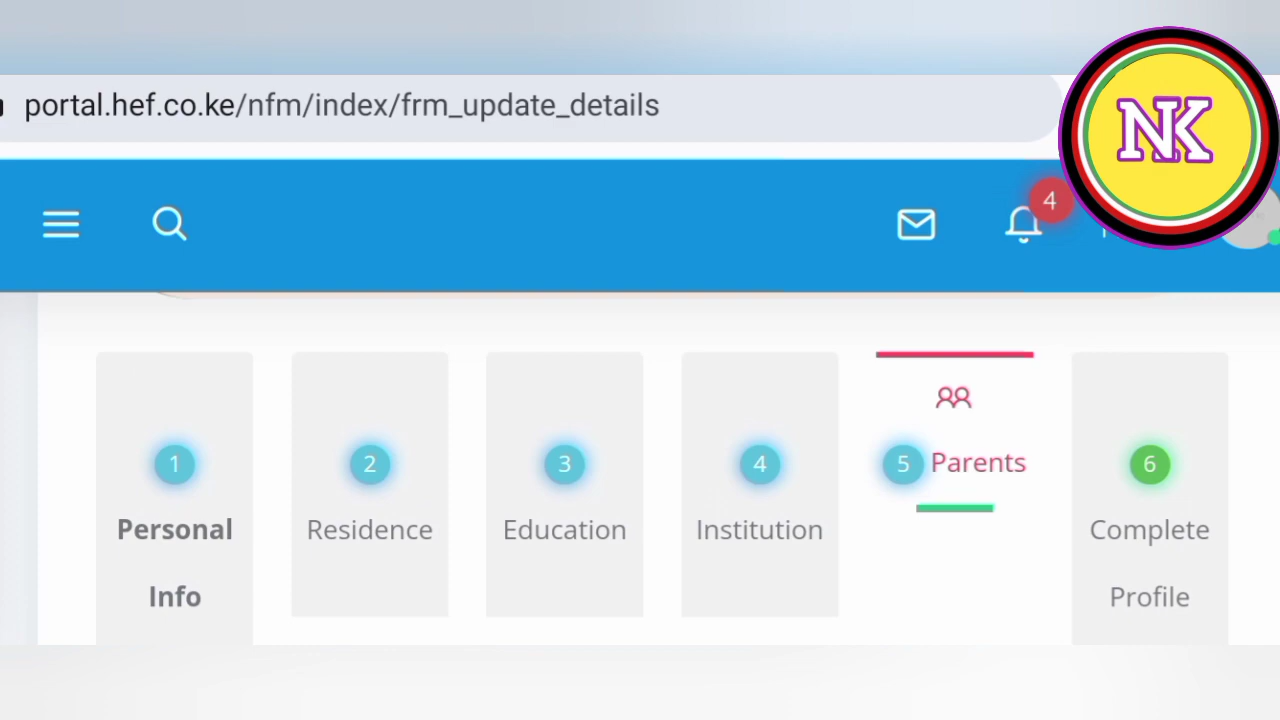 portal.hef.co.ke/nfm/index/frm_update_details
NK
4
1
Personal
Info
2
Residence
3
Education
4
Institution
5 Parents
6
Complete
Profile